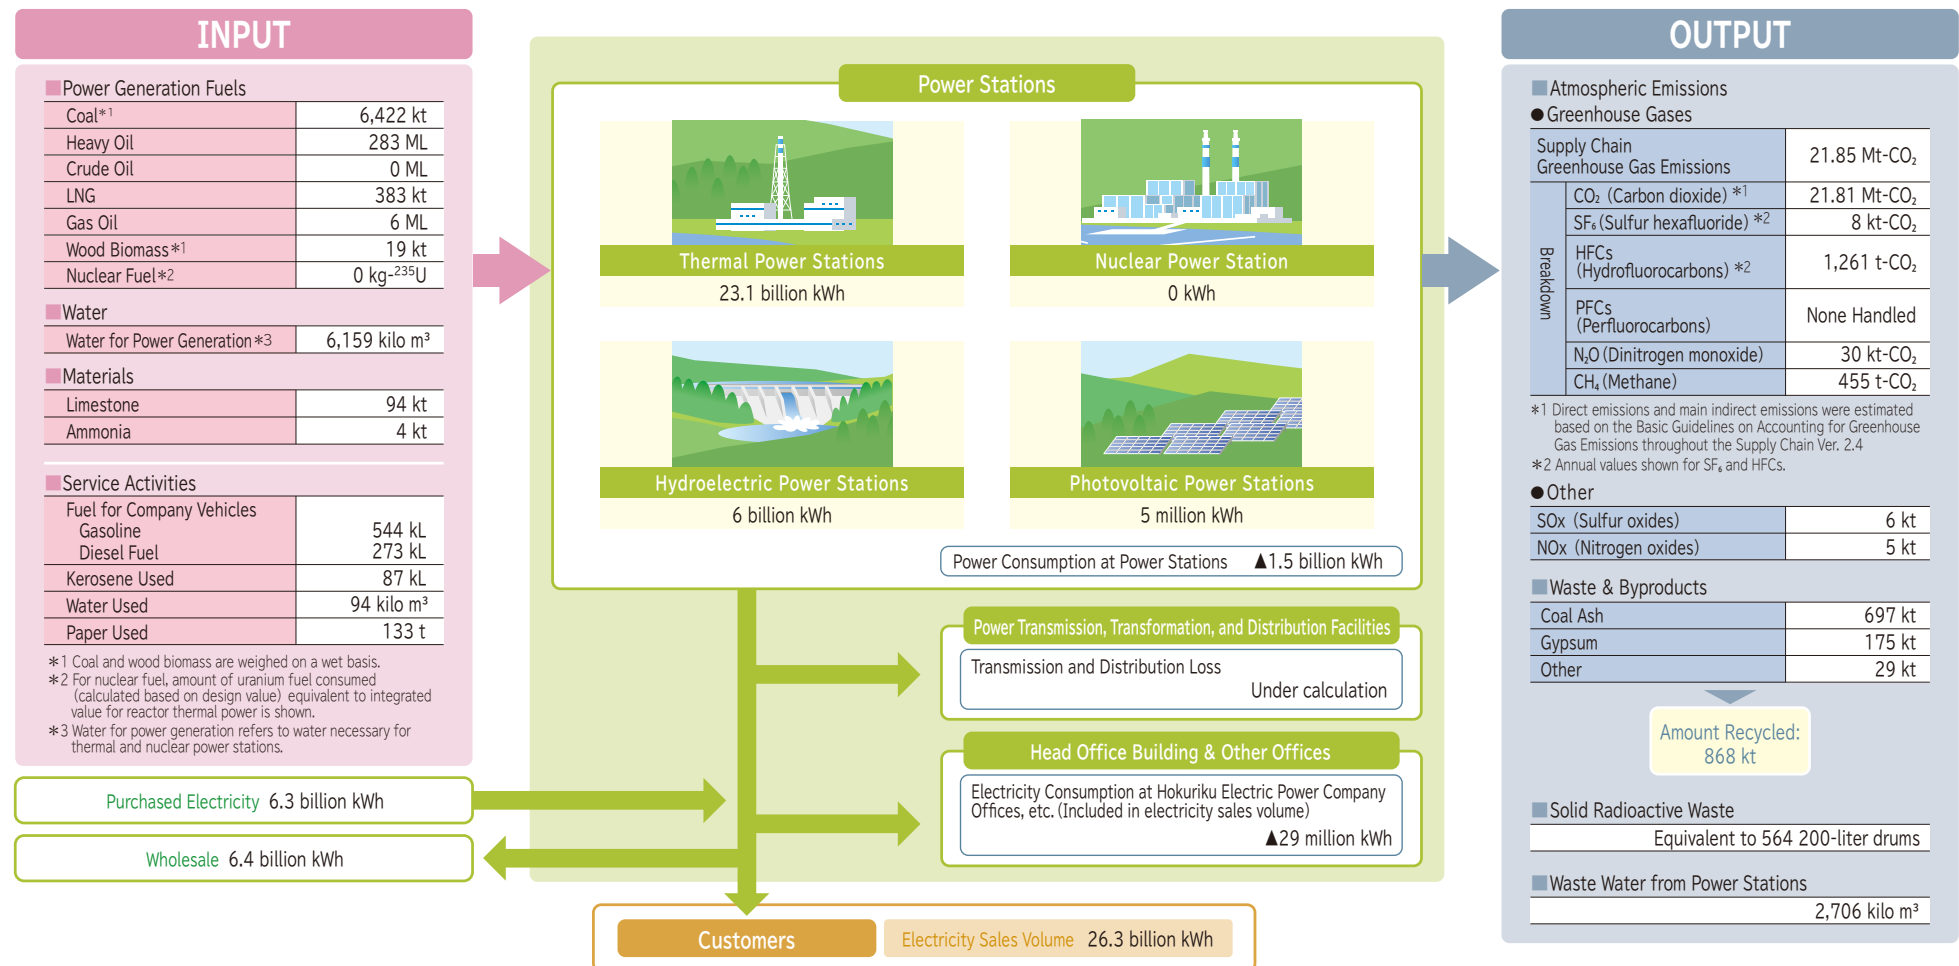 INPUT
■Power Generation Fuels
Coal*1 6,422 kt
Heavy Oil 283 ML
Crude Oil 0 ML
LNG 383 kt
Gas Oil 6 ML
Wood Biomass*1 19 kt
Nuclear Fuel*2 0 kg-²³⁵U
■Water
Water for Power Generation*3 6,159 kilo m³
■Materials
Limestone 94 kt
Ammonia 4 kt
■Service Activities
Fuel for Company Vehicles
Gasoline 544 kL
Diesel Fuel 273 kL
Kerosene Used 87 kL
Water Used 94 kilo m³
Paper Used 133 t
*1 Coal and wood biomass are weighed on a wet basis.
*2 For nuclear fuel, amount of uranium fuel consumed
(calculated based on design value) equivalent to integrated
value for reactor thermal power is shown.
*3 Water for power generation refers to water necessary for
thermal and nuclear power stations.
Purchased Electricity 6.3 billion kWh
Wholesale 6.4 billion kWh
Power Stations
Thermal Power Stations
23.1 billion kWh
Nuclear Power Station
0 kWh
Hydroelectric Power Stations
6 billion kWh
Photovoltaic Power Stations
5 million kWh
Power Consumption at Power Stations ▲1.5 billion kWh
Power Transmission, Transformation, and Distribution Facilities
Transmission and Distribution Loss
Under calculation
Head Office Building & Other Offices
Electricity Consumption at Hokuriku Electric Power Company
Offices, etc. (Included in electricity sales volume)
▲29 million kWh
Customers
Electricity Sales Volume 26.3 billion kWh
OUTPUT
■Atmospheric Emissions
●Greenhouse Gases
Supply Chain
Greenhouse Gas Emissions 21.85 Mt-CO₂
Breakdown
CO₂ (Carbon dioxide) *1 21.81 Mt-CO₂
SF₆ (Sulfur hexafluoride) *2 8 kt-CO₂
HFCs
(Hydrofluorocarbons) *2 1,261 t-CO₂
PFCs
(Perfluorocarbons) None Handled
N₂O (Dinitrogen monoxide) 30 kt-CO₂
CH₄ (Methane) 455 t-CO₂
*1 Direct emissions and main indirect emissions were estimated
based on the Basic Guidelines on Accounting for Greenhouse
Gas Emissions throughout the Supply Chain Ver. 2.4
*2 Annual values shown for SF₆ and HFCs.
●Other
SOx (Sulfur oxides) 6 kt
NOx (Nitrogen oxides) 5 kt
■Waste & Byproducts
Coal Ash 697 kt
Gypsum 175 kt
Other 29 kt
Amount Recycled:
868 kt
■Solid Radioactive Waste
Equivalent to 564 200-liter drums
■Waste Water from Power Stations
2,706 kilo m³